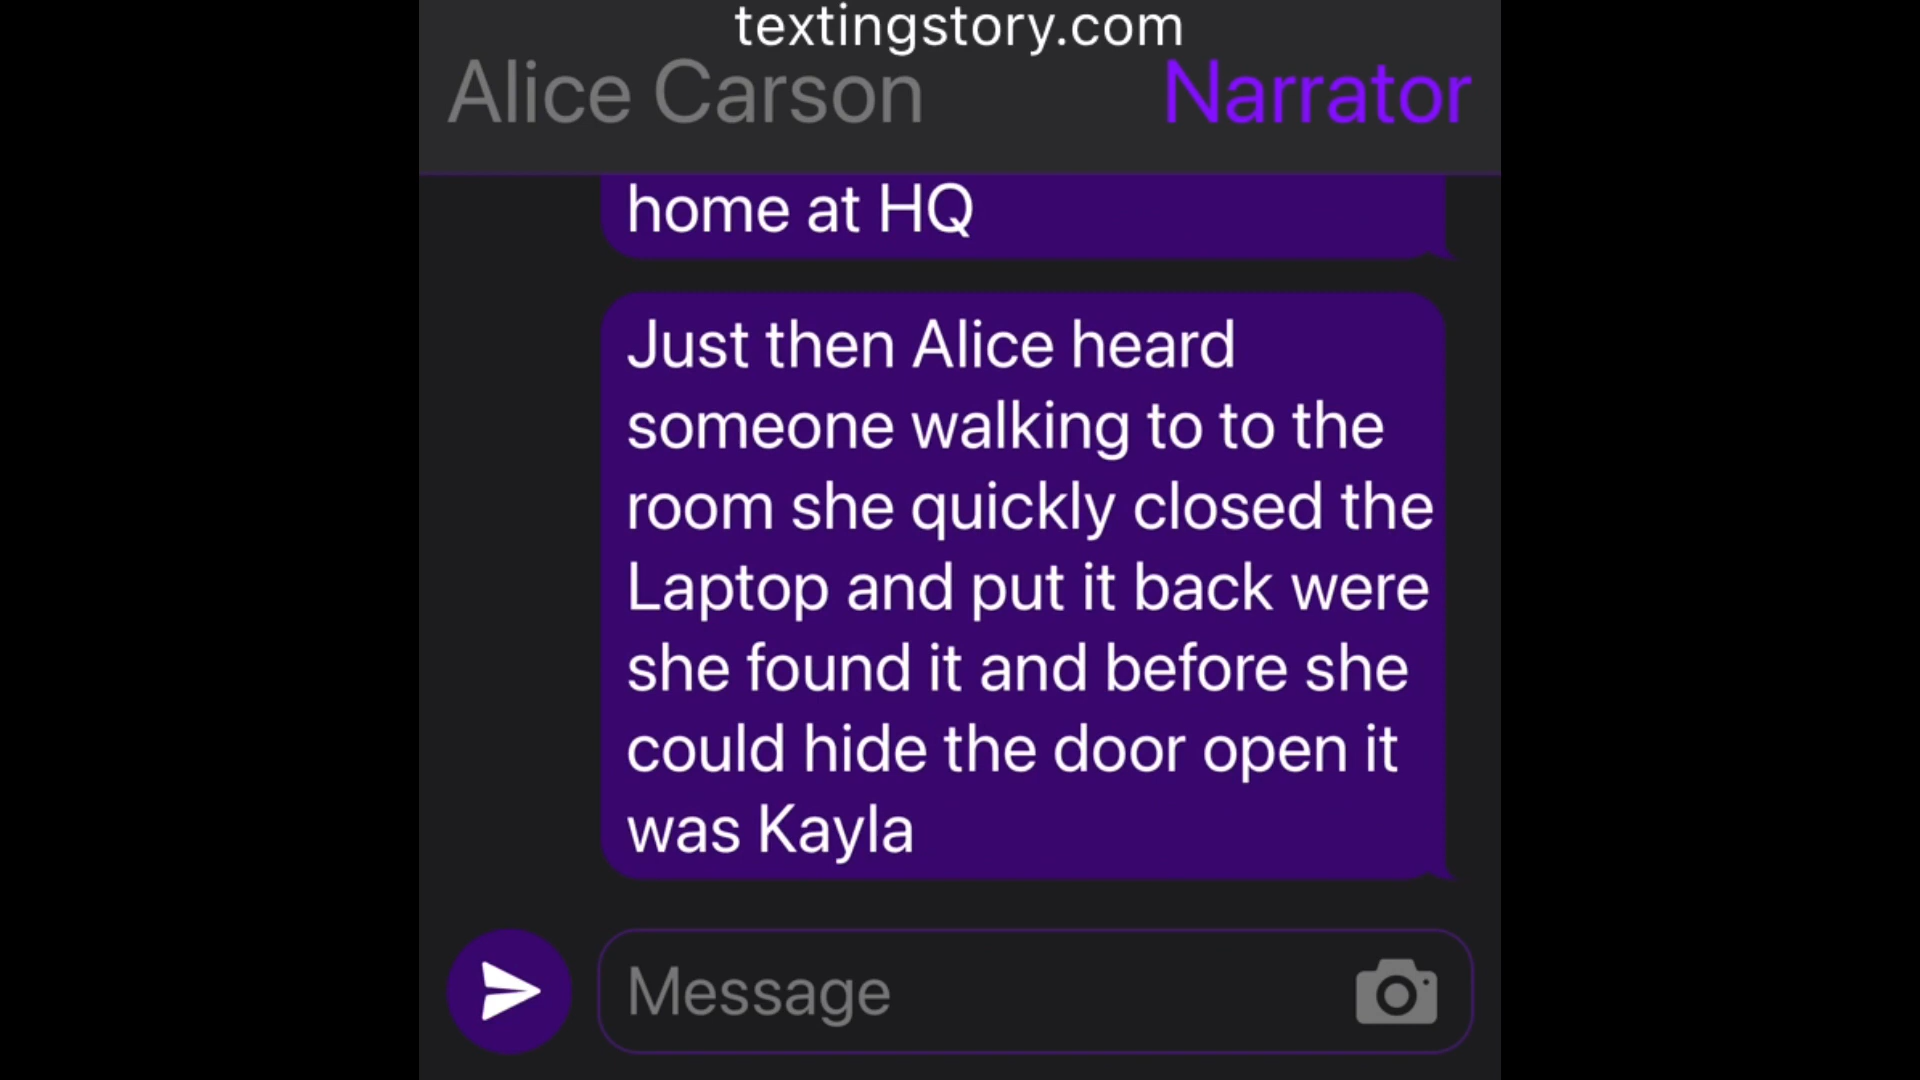 textingstory.com
Alice Carson Narrator
home at HQ
Just then Alice heard
someone walking to to the
room she quickly closed the
Laptop and put it back were
she found it and before she
could hide the door open it
was Kayla
Message